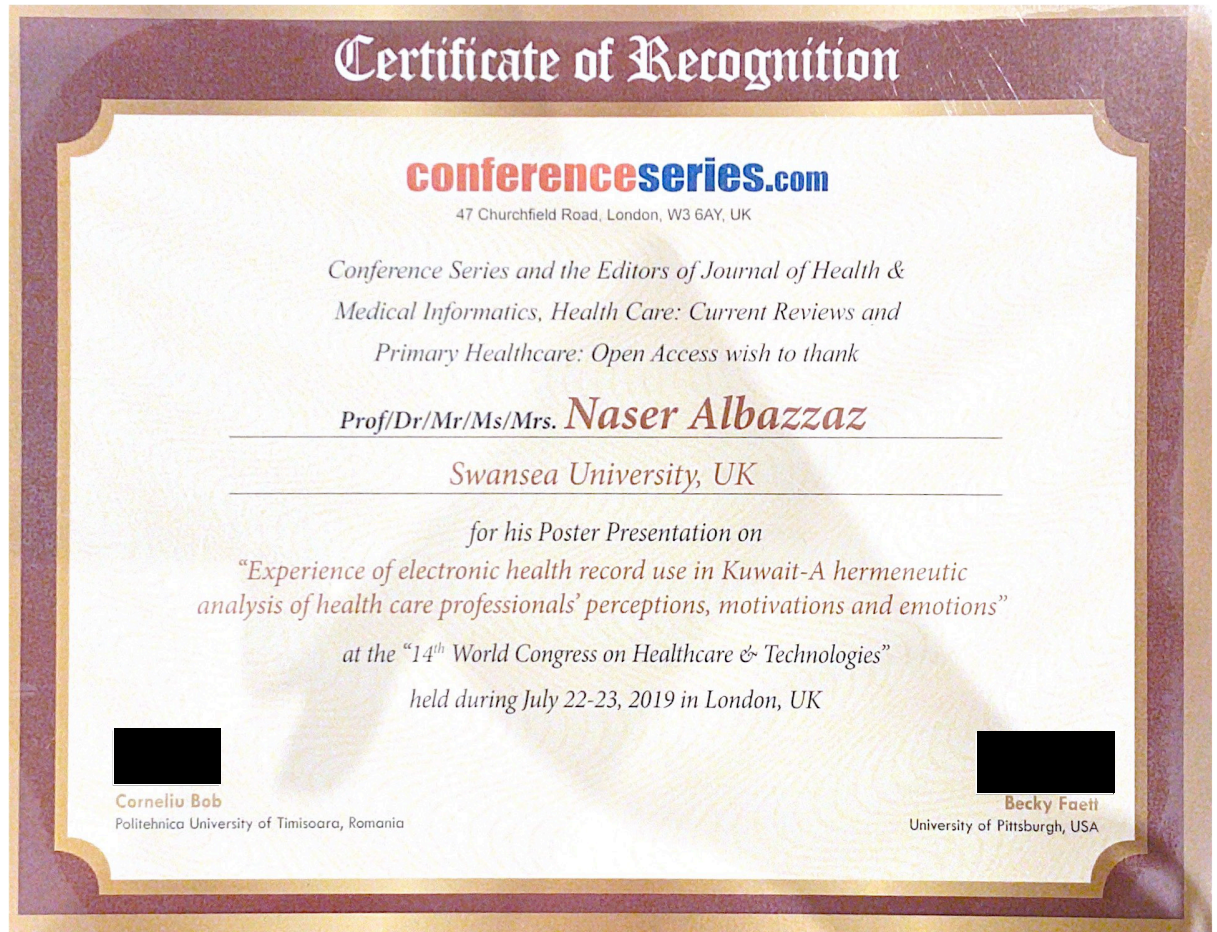 Certificate of Recognition
conferenceseries.com
47 Churchfield Road, London, W3 6AY, UK
Conference Series and the Editors of Journal of Health &
Medical Informatics, Health Care: Current Reviews and
Primary Healthcare: Open Access wish to thank
Prof/Dr/Mr/Ms/Mrs. Naser Albazzaz
Swansea University, UK
for his Poster Presentation on
“Experience of electronic health record use in Kuwait-A hermeneutic
analysis of health care professionals’ perceptions, motivations and emotions”
at the “14th World Congress on Healthcare & Technologies”
held during July 22-23, 2019 in London, UK
Corneliu Bob
Politehnica University of Timisoara, Romania
Becky Faett
University of Pittsburgh, USA